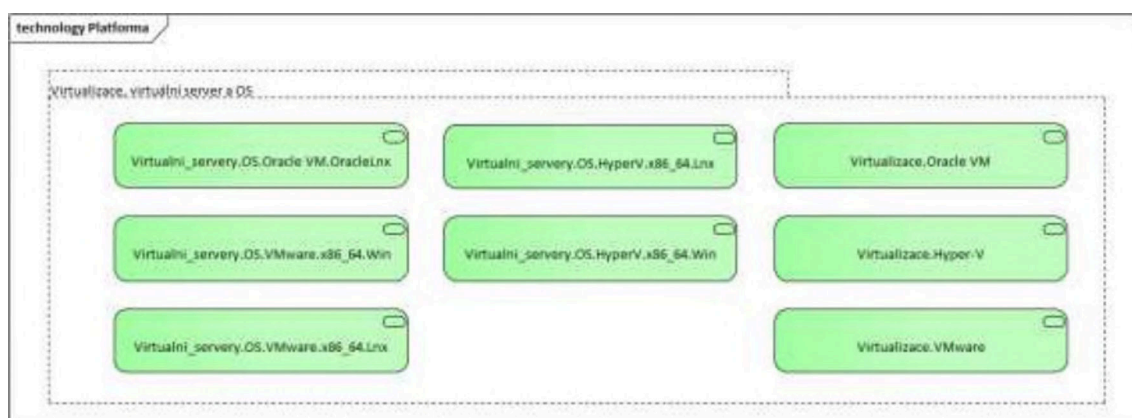 technology Platforma
Virtualizace, virtuální server a OS
Virtualni_servery.OS.Oracle VM.OracleLnx
Virtualni_servery.OS.HyperV.x86_64.Lnx
Virtualizace.Oracle VM
Virtualni_servery.OS.VMware.x86_64.Win
Virtualni_servery.OS.HyperV.x86_64.Win
Virtualizace.Hyper-V
Virtualni_servery.OS.VMware.x86_64.Lnx
Virtualizace.VMware